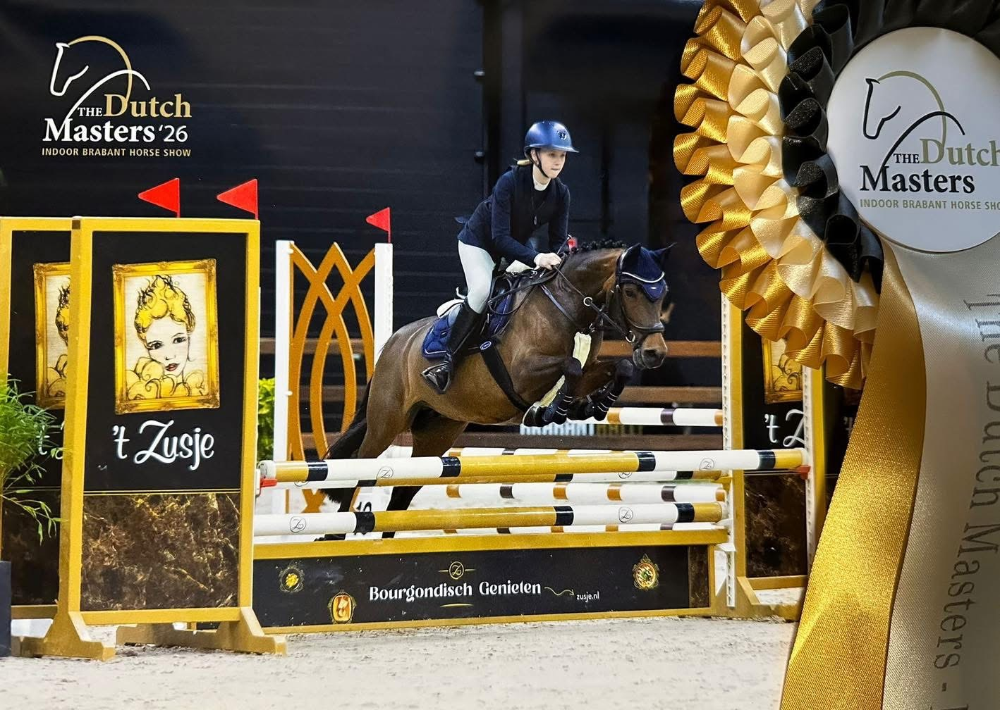 THE Dutch
Masters '26
INDOOR BRABANT HORSE SHOW
THE Dutch
Masters
INDOOR BRABANT HORSE
't Zusje
Bourgondisch Genieten
zusje.nl
The Dutch Masters -